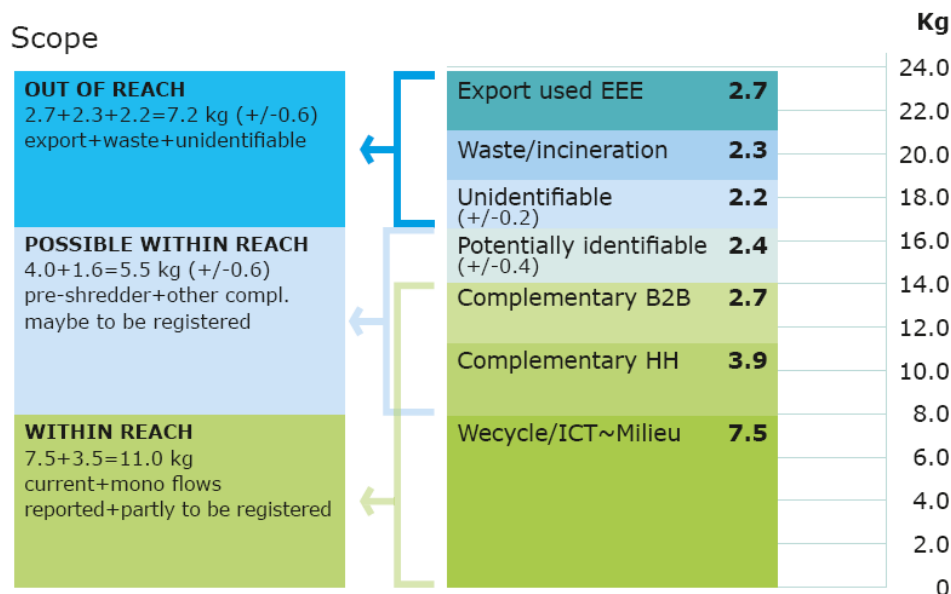 Scope
OUT OF REACH
2.7+2.3+2.2=7.2 kg (+/-0.6)
export+waste+unidentifiable
POSSIBLE WITHIN REACH
4.0+1.6=5.5 kg (+/-0.6)
pre-shredder+other compl.
maybe to be registered
WITHIN REACH
7.5+3.5=11.0 kg
current+mono flows
reported+partly to be registered
Export used EEE 2.7
Waste/incineration 2.3
Unidentifiable 2.2
(+/-0.2)
Potentially identifiable 2.4
(+/-0.4)
Complementary B2B 2.7
Complementary HH 3.9
Wecycle/ICT~Milieu 7.5
Kg
24.0
22.0
20.0
18.0
16.0
14.0
12.0
10.0
8.0
6.0
4.0
2.0
0